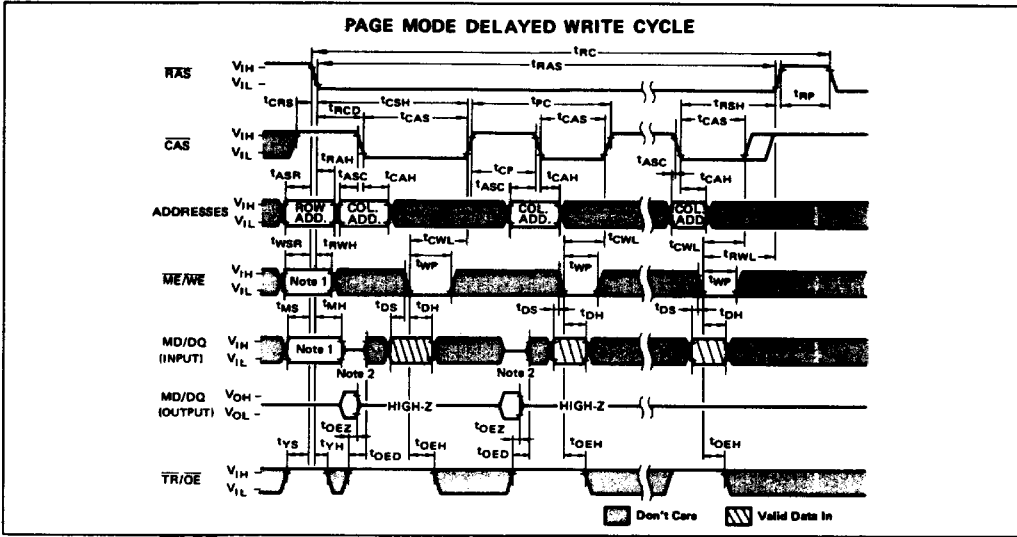 PAGE MODE DELAYED WRITE CYCLE
tRC
tRAS
RAS
VIH
VIL
tCRS
tRCD
tCSH
tPC
tRSH
tRP
tCAS
tCAS
tCAS
CAS
VIH
VIL
tASR
tRAH
tASC
tCAH
tCP
tASC
tCAH
tASC
tCAH
ADDRESSES
VIH
VIL
ROW ADD.
COL. ADD.
COL. ADD.
COL. ADD
tWSR
tRWH
tCWL
tCWL
tCWL
tRWL
tWP
tWP
tWP
ME/WE
VIH
VIL
Note 1
tMS
tMH
tDS
tDH
tDS
tDH
tDS
tDH
MD/DQ
(INPUT)
VIH
VIL
Note 1
Note 2
Note 2
MD/DQ
(OUTPUT)
VOH
VOL
HIGH-Z
HIGH-Z
tOEZ
tOEZ
tYS
tYH
tOED
tOEH
tOED
tOEH
tOEH
TR/OE
VIH
VIL
Don't Care
Valid Data In